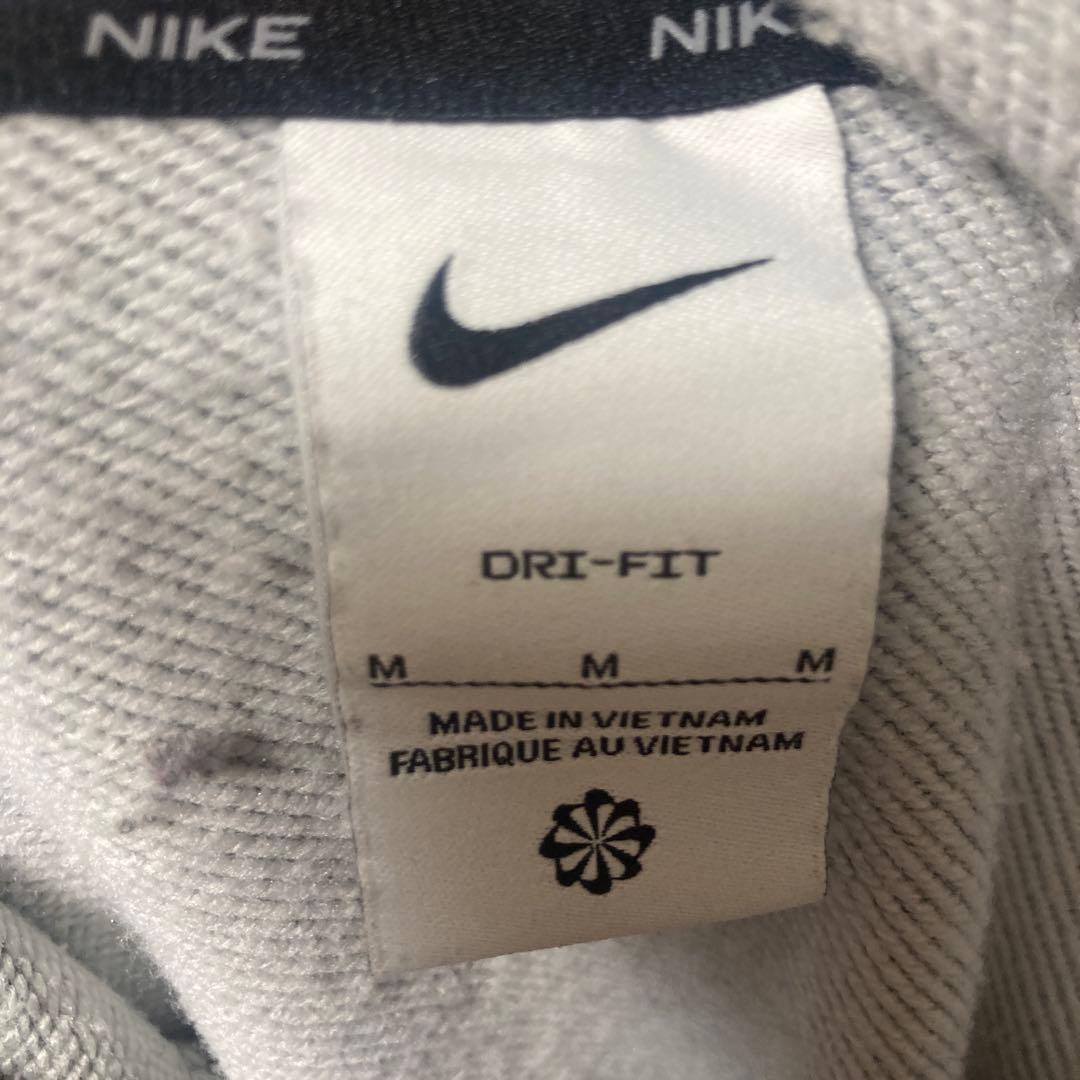 NIKE NIK
DRI-FIT
M M M
MADE IN VIETNAM
FABRIQUE AU VIETNAM